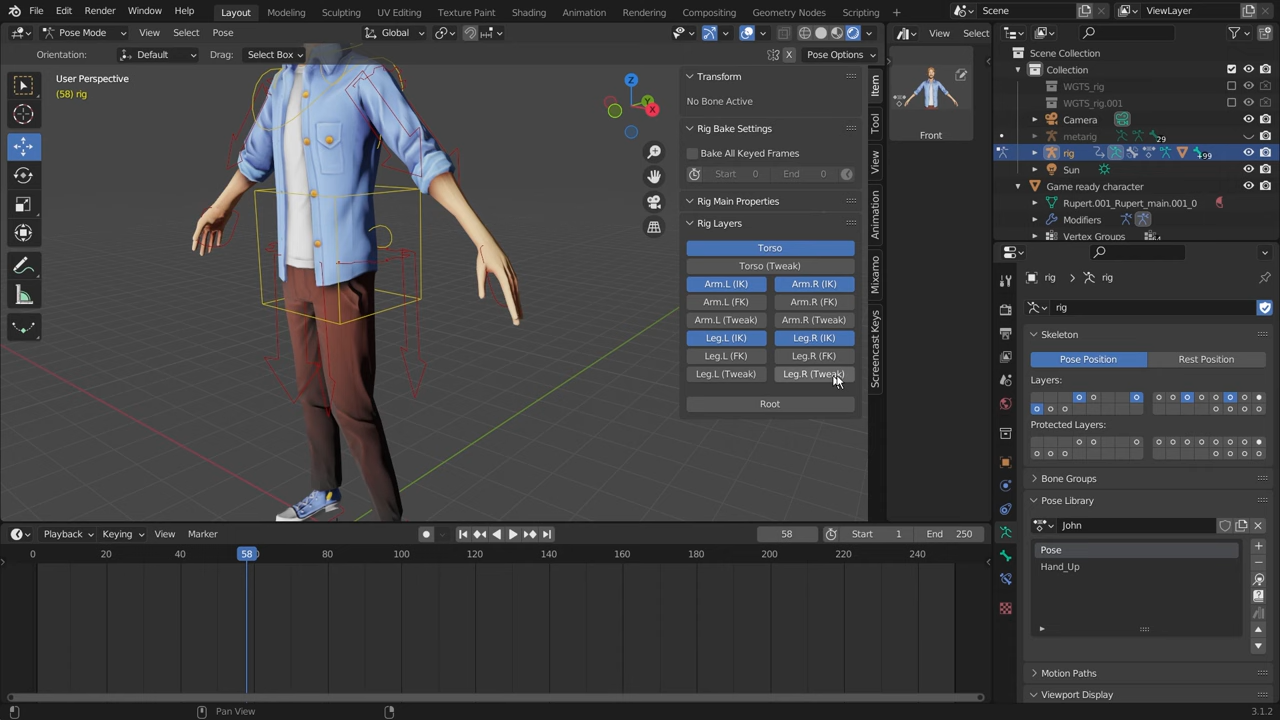 File Edit Render Window Help Layout Modeling Sculpting UV Editing Texture Paint Shading Animation Rendering Compositing Geometry Nodes Scripting + Scene ViewLayer
Pose Mode View Select Pose Global View Select
Orientation: Default Drag: Select Box X Pose Options
User Perspective
(58) rig
Z
Y
X
Transform
No Bone Active
Rig Bake Settings
Bake All Keyed Frames
Start 0 End 0
Rig Main Properties
Rig Layers
Torso
Torso (Tweak)
Arm.L (IK) Arm.R (IK)
Arm.L (FK) Arm.R (FK)
Arm.L (Tweak) Arm.R (Tweak)
Leg.L (IK) Leg.R (IK)
Leg.L (FK) Leg.R (FK)
Leg.L (Tweak) Leg.R (Tweak)
Root
Item
Tool
View
Animation
Mixamo
Screencast Keys
Front
Scene Collection
Collection
WGTS_rig
WGTS_rig.001
Camera
metarig 29
rig +99
Sun
Game ready character
Rupert.001_Rupert_main.001_0
Modifiers
Vertex Groups
rig > rig
rig
Skeleton
Pose Position Rest Position
Layers:
Protected Layers:
Bone Groups
Pose Library
John
Pose
Hand_Up
Motion Paths
Viewport Display
Playback Keying View Marker 58 Start 1 End 250
0 20 40 58 80 100 120 140 160 180 200 220 240
Pan View 3.1.2